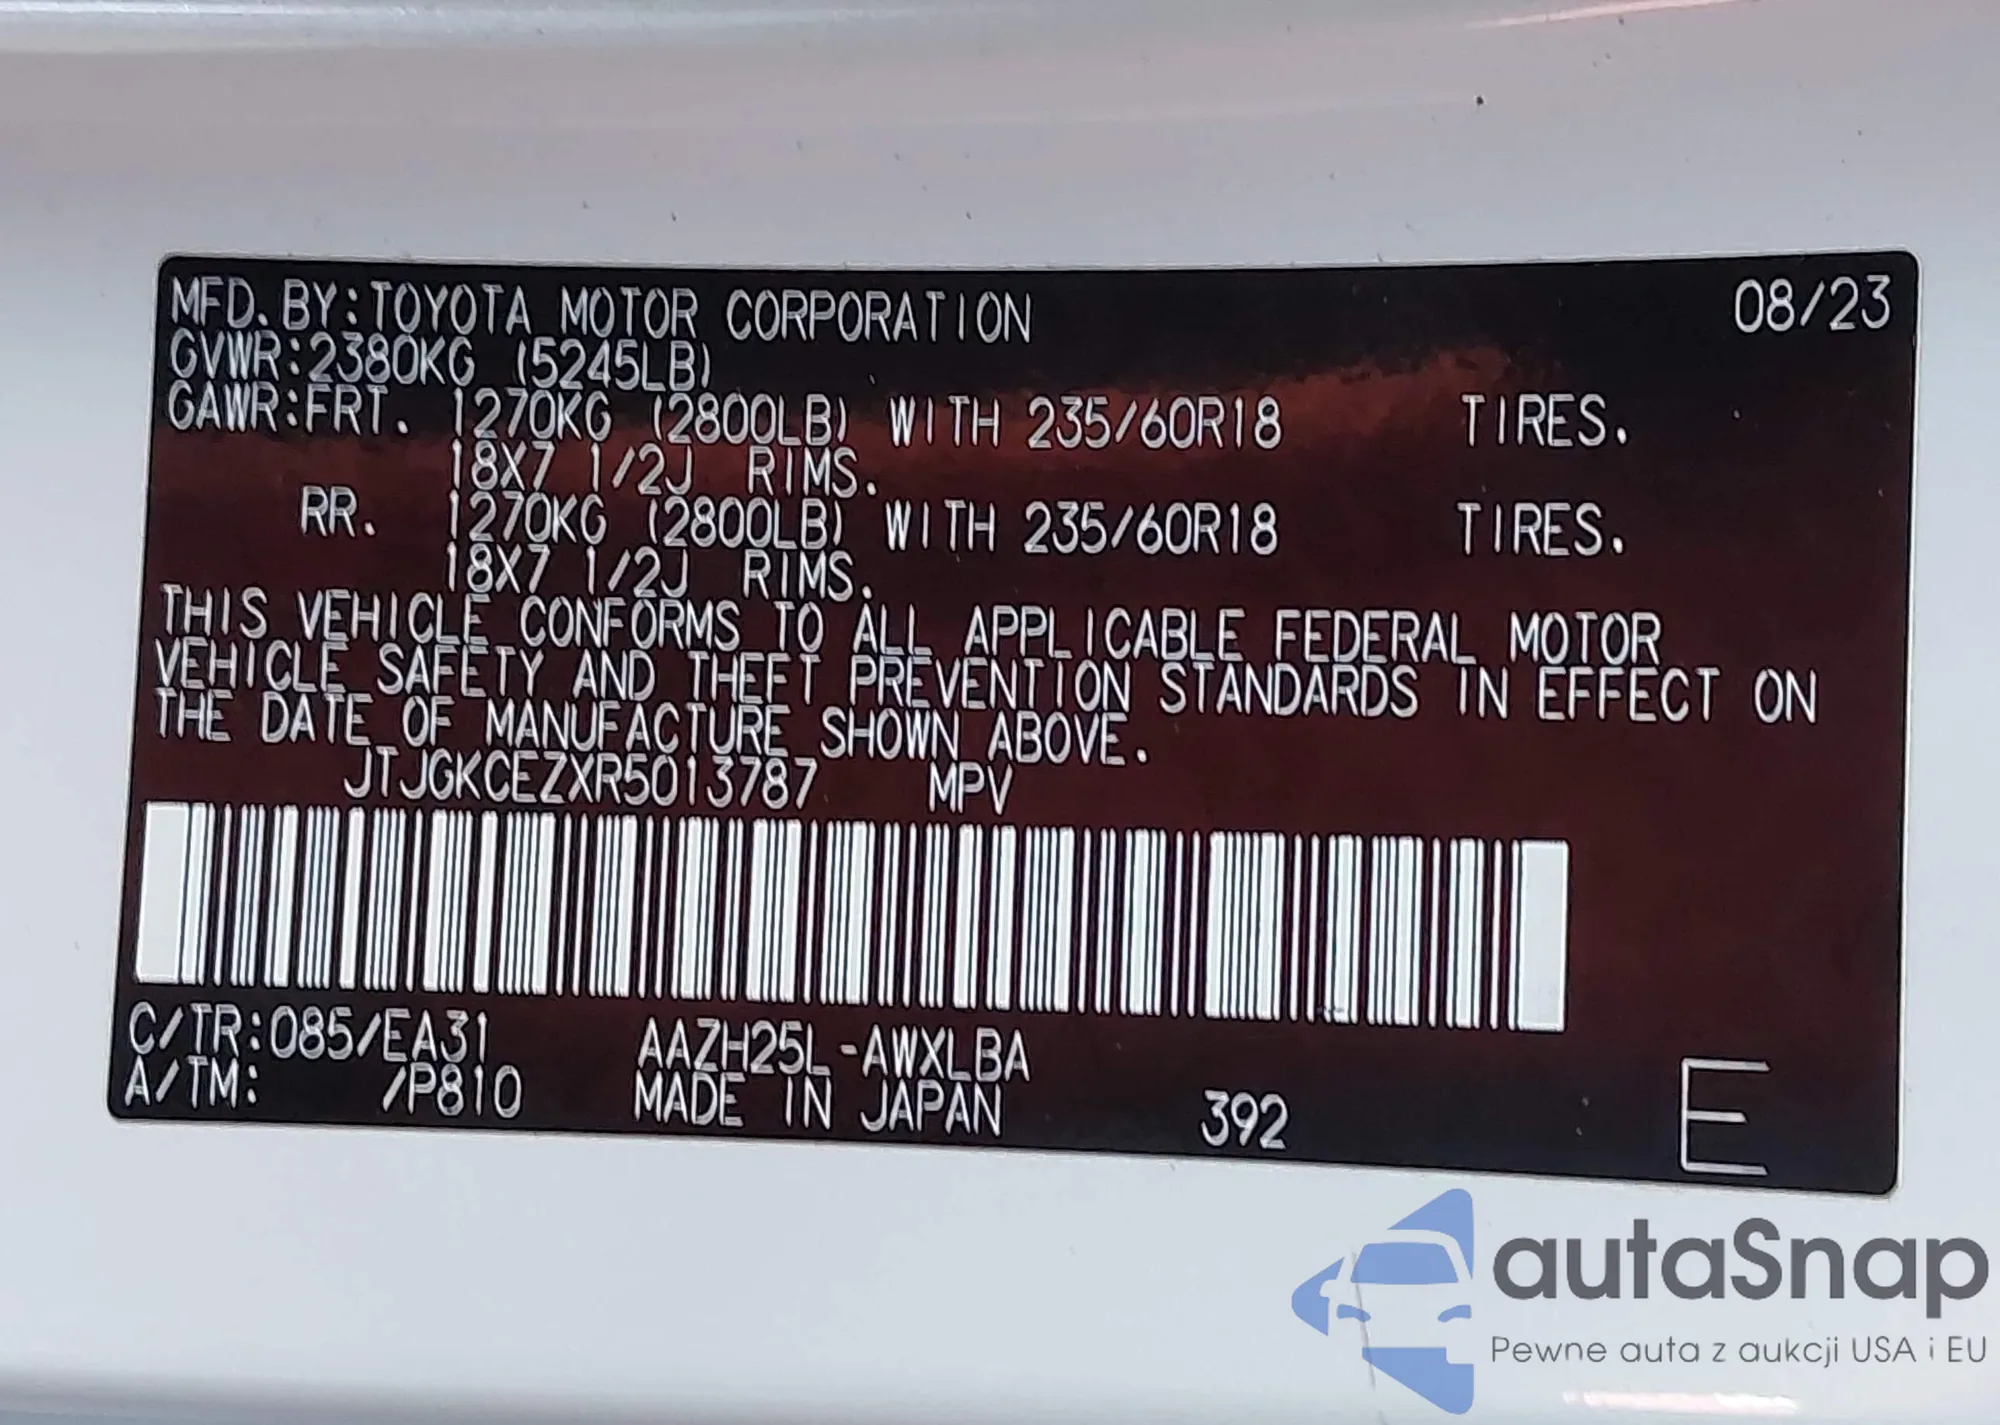 MFD. BY:TOYOTA MOTOR CORPORATION 08/23
GVWR:2380KG (5245LB)
GAWR:FRT. 1270KG (2800LB) WITH 235/60R18 TIRES.
18X7 1/2J RIMS.
RR. 1270KG (2800LB) WITH 235/60R18 TIRES.
18X7 1/2J RIMS.
THIS VEHICLE CONFORMS TO ALL APPLICABLE FEDERAL MOTOR
VEHICLE SAFETY AND THEFT PREVENTION STANDARDS IN EFFECT ON
THE DATE OF MANUFACTURE SHOWN ABOVE.
JTJGKCEZXR5013787 MPV
C/TR:085/EA31 AAZH25L-AWXLBA
A/TM: /P810 MADE IN JAPAN 392 E
autaSnap
Pewne auta z aukcji USA i EU